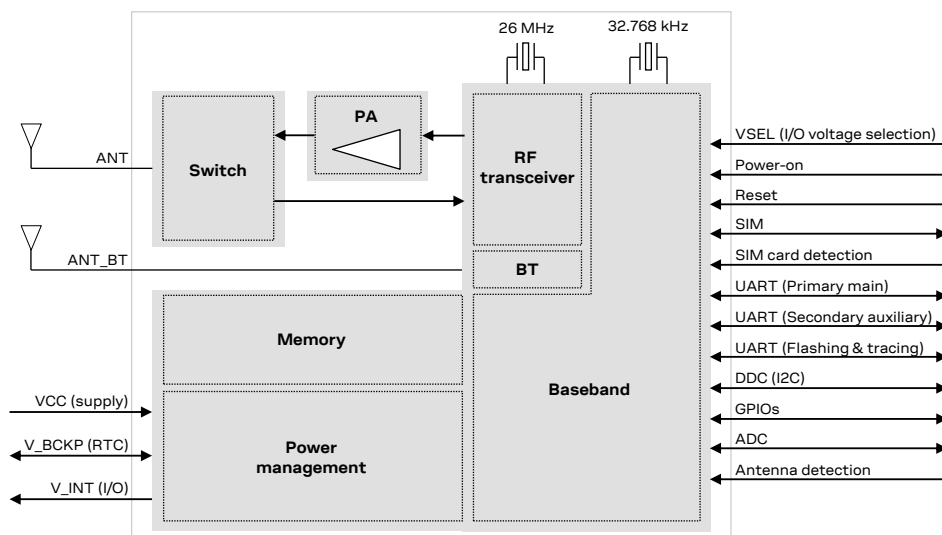 26 MHz
32.768 kHz
PA
ANT
Switch
RF
transceiver
ANT_BT
BT
Memory
Baseband
VCC (supply)
V_BCKP (RTC)
V_INT (I/O)
Power
management
VSEL (I/O voltage selection)
Power-on
Reset
SIM
SIM card detection
UART (Primary main)
UART (Secondary auxiliary)
UART (Flashing & tracing)
DDC (I2C)
GPIOs
ADC
Antenna detection